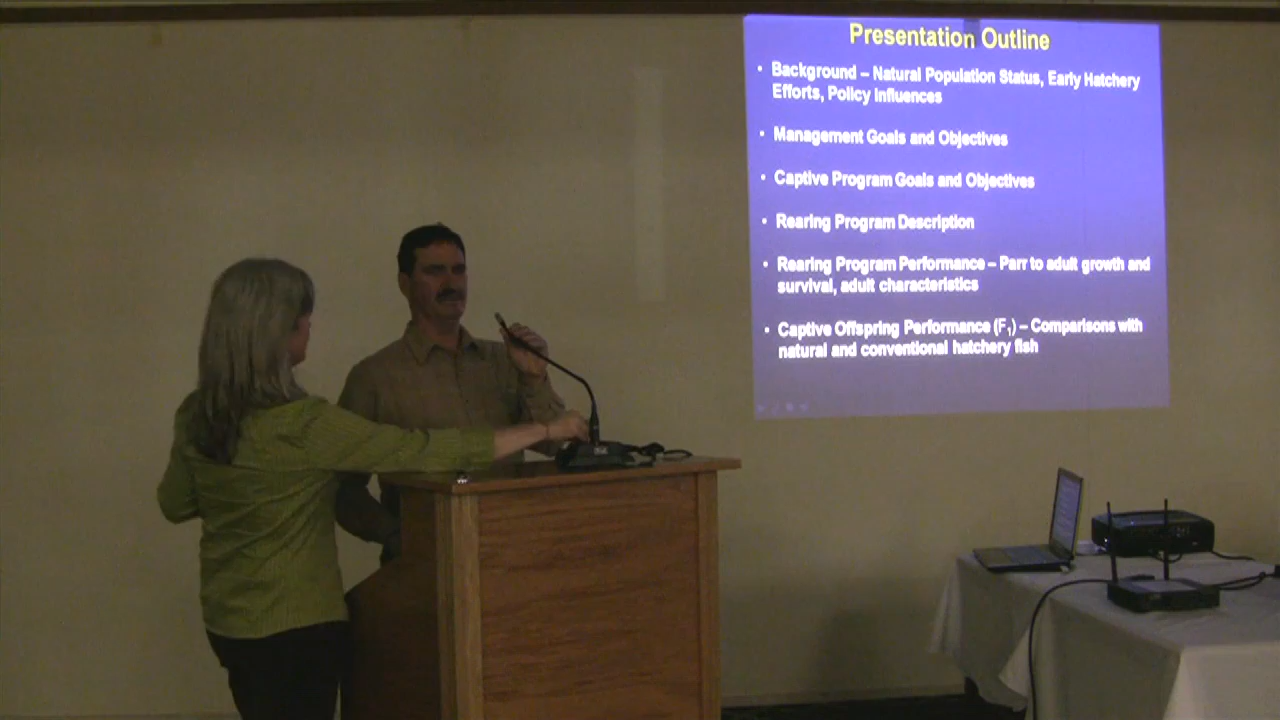 Presentation Outline
• Background – Natural Population Status, Early Hatchery
Efforts, Policy Influences
• Management Goals and Objectives
• Captive Program Goals and Objectives
• Rearing Program Description
• Rearing Program Performance – Parr to adult growth and
survival, adult characteristics
• Captive Offspring Performance (F₁) – Comparisons with
natural and conventional hatchery fish